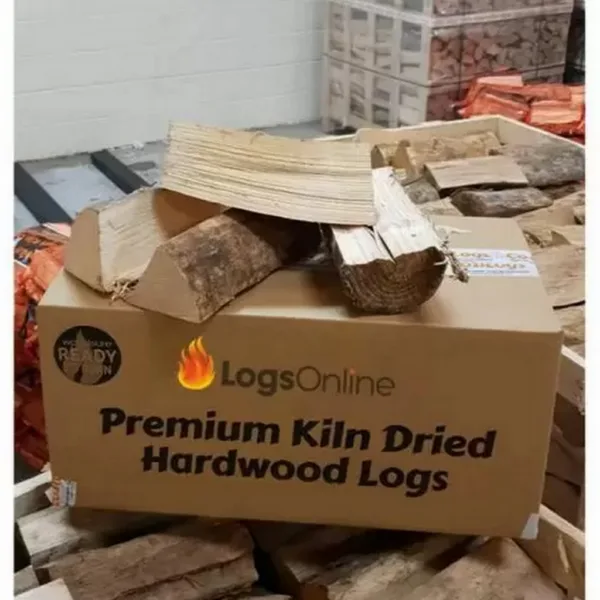 READY
LogsOnline
Premium Kiln Dried
Hardwood Logs